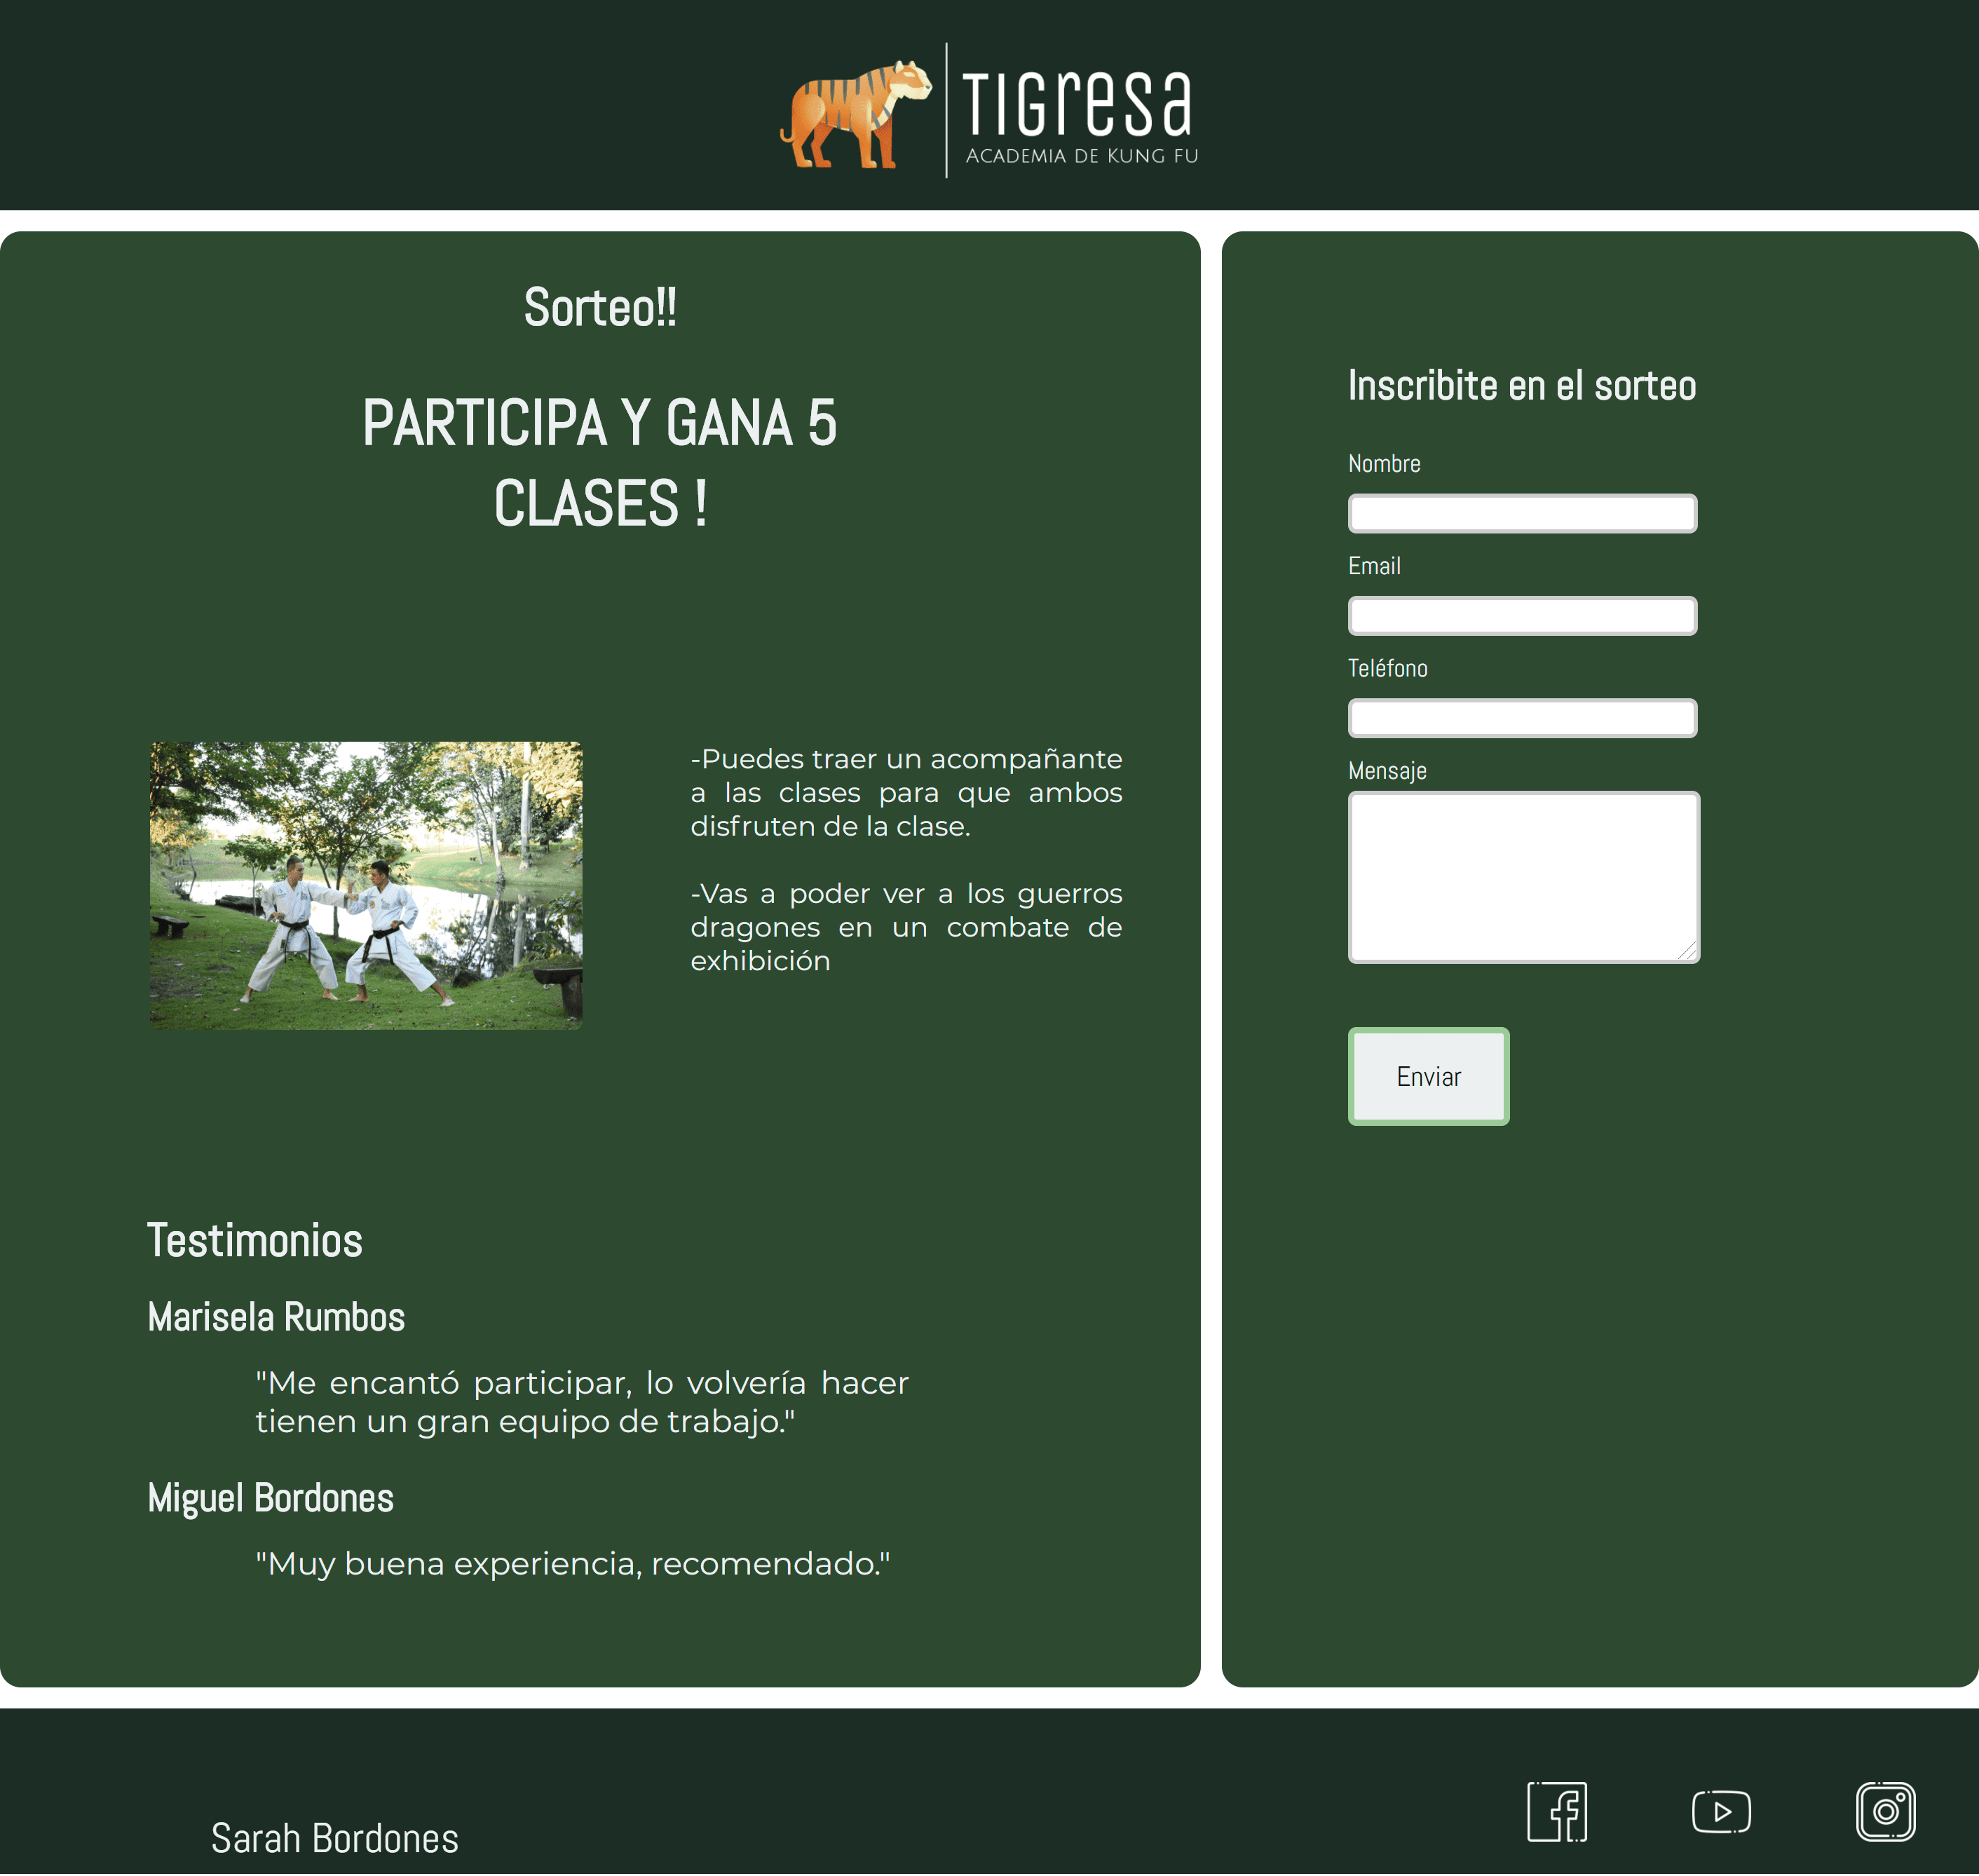 TIGresa
ACADEMIA DE KUNG FU
Sorteo!!
PARTICIPA Y GANA 5
CLASES !
-Puedes traer un acompañante
a las clases para que ambos
disfruten de la clase.
-Vas a poder ver a los guerros
dragones en un combate de
exhibición
Testimonios
Marisela Rumbos
"Me encantó participar, lo volvería hacer
tienen un gran equipo de trabajo."
Miguel Bordones
"Muy buena experiencia, recomendado."
Inscribite en el sorteo
Nombre
Email
Teléfono
Mensaje
Enviar
Sarah Bordones